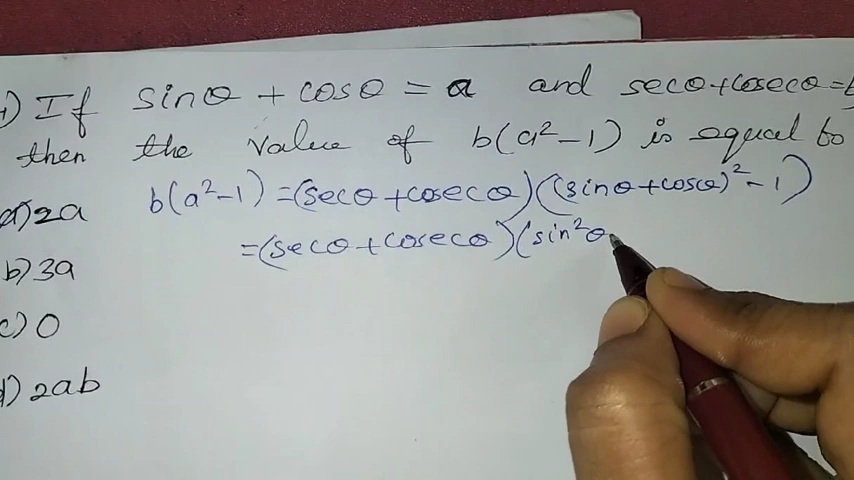 If sinθ + cosθ = a and secθ+cosecθ=b
then the value of b(a²-1) is equal to
a) 2a b(a²-1) = (secθ+cosecθ)((sinθ+cosθ)²-1)
=(secθ+cosecθ)(sin²θ
b) 3a
c) 0
d) 2ab